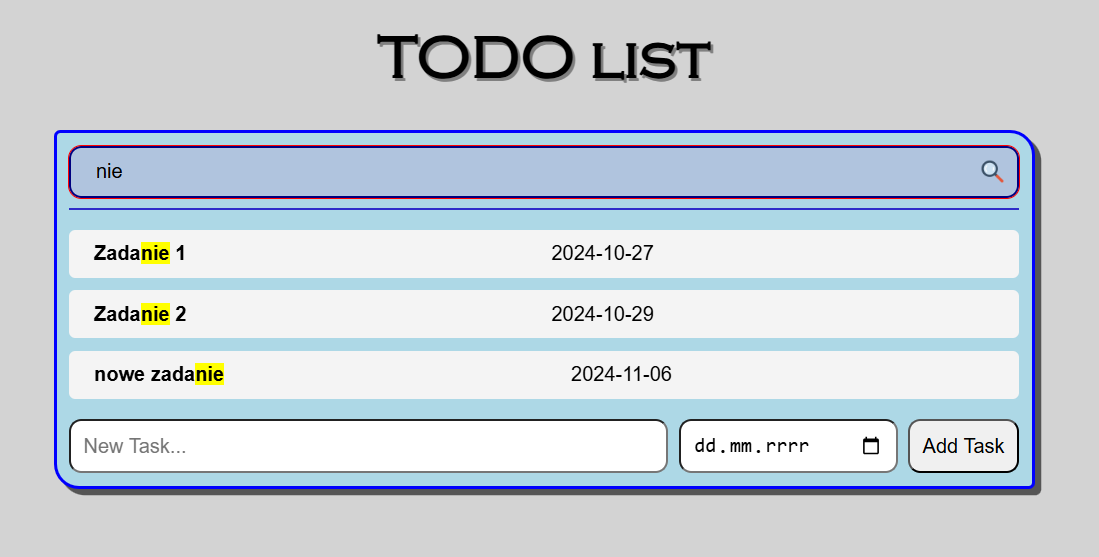 TODO LIST
nie
Zadanie 1 2024-10-27
Zadanie 2 2024-10-29
nowe zadanie 2024-11-06
New Task... dd.mm.rrrr Add Task